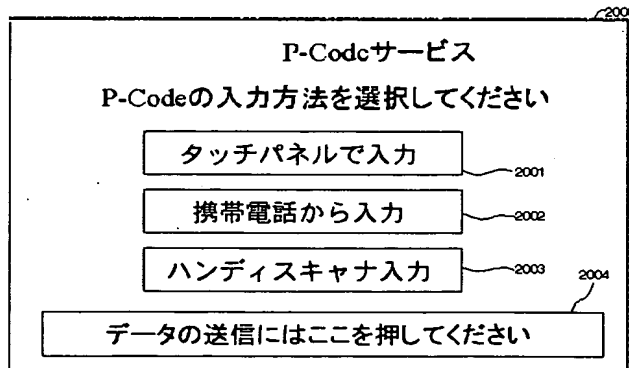 200
P-Codeサービス
P-Codeの入力方法を選択してください
タッチパネルで入力
2001
携帯電話から入力
2002
ハンディスキャナ入力
2003
2004
データの送信にはここを押してください